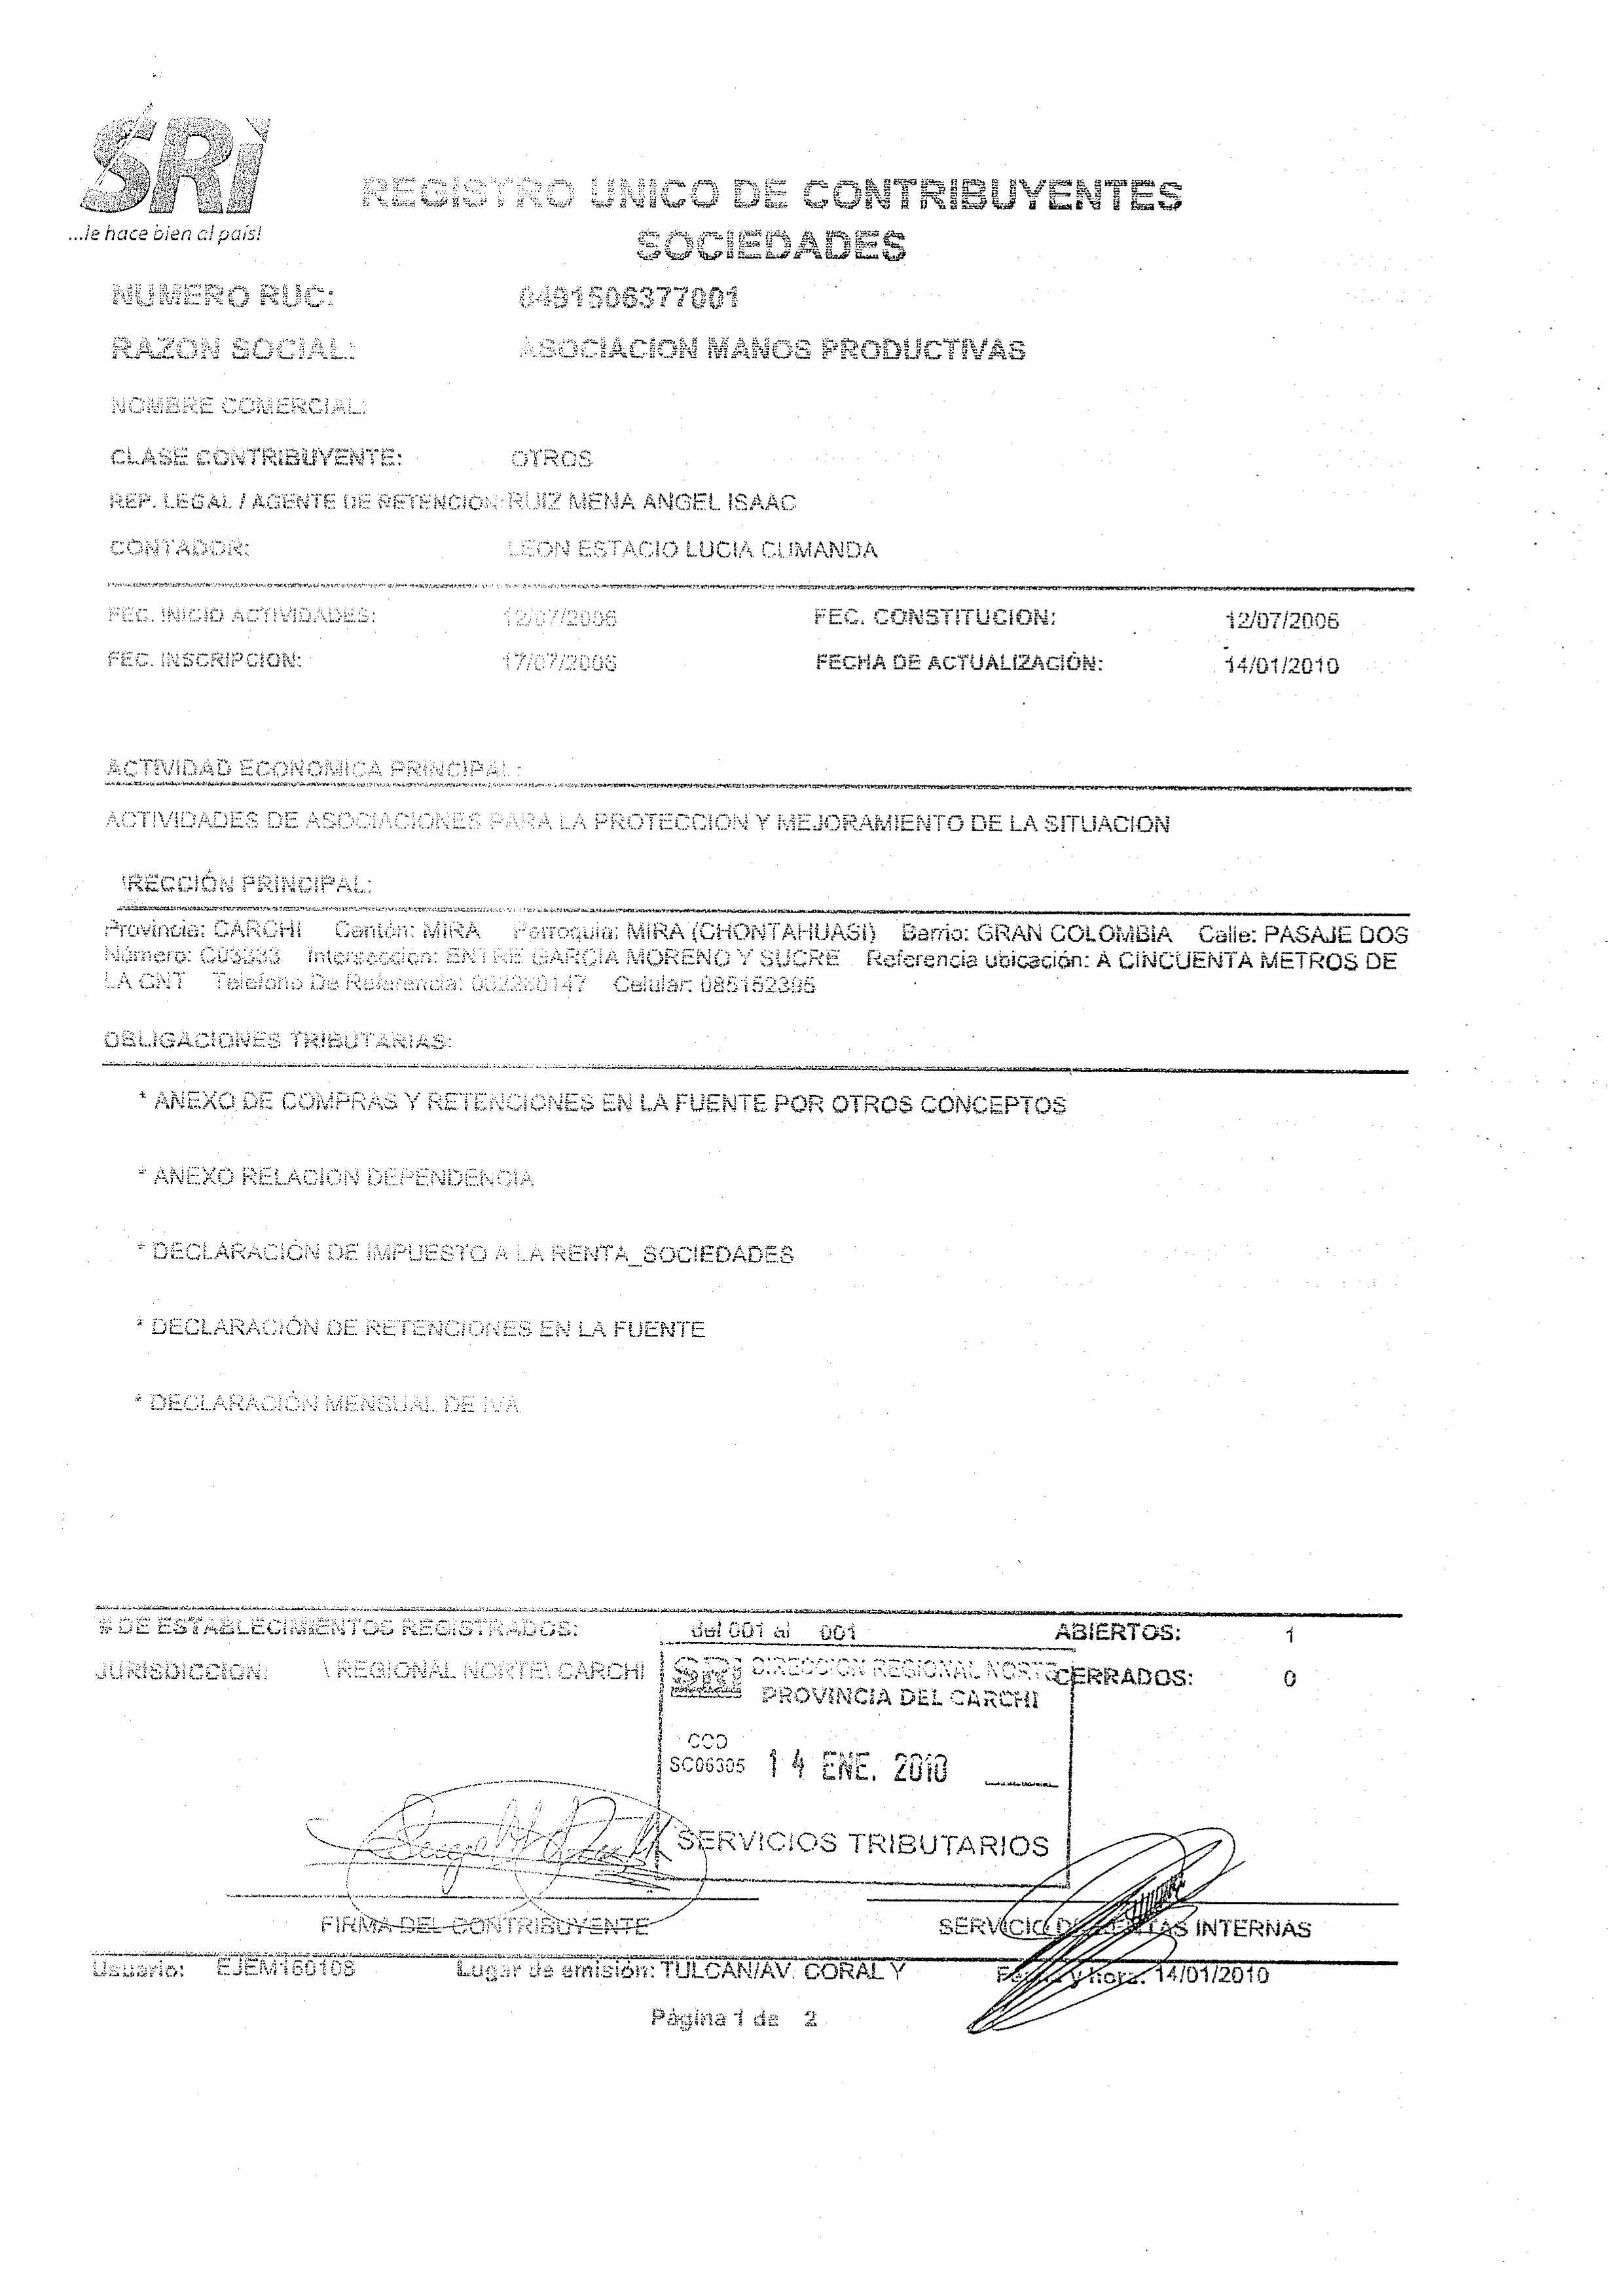 SRi
...le hace bien al país!
REGISTRO UNICO DE CONTRIBUYENTES
SOCIEDADES
NUMERO RUC: 0491506377001
RAZON SOCIAL: ASOCIACION MANOS PRODUCTIVAS
NOMBRE COMERCIAL:
CLASE CONTRIBUYENTE: OTROS
REP. LEGAL / AGENTE DE RETENCION: RUIZ MENA ANGEL ISAAC
CONTADOR: LEON ESTACIO LUCIA CUMANDA
FEC. INICIO ACTIVIDADES: 12/07/2006 FEC. CONSTITUCION: 12/07/2006
FEC. INSCRIPCION: 17/07/2006 FECHA DE ACTUALIZACIÓN: 14/01/2010
ACTIVIDAD ECONOMICA PRINCIPAL:
ACTIVIDADES DE ASOCIACIONES PARA LA PROTECCION Y MEJORAMIENTO DE LA SITUACION
IRECCIÓN PRINCIPAL:
Provincia: CARCHI Cantón: MIRA Parroquia: MIRA (CHONTAHUASI) Barrio: GRAN COLOMBIA Calle: PASAJE DOS
Número: Intersección: ENTRE GARCIA MORENO Y SUCRE Referencia ubicación: A CINCUENTA METROS DE
LA CNT Telefono De Referencia: 062280147 Celular: 085152395
OBLIGACIONES TRIBUTARIAS:
* ANEXO DE COMPRAS Y RETENCIONES EN LA FUENTE POR OTROS CONCEPTOS
* ANEXO RELACION DEPENDENCIA
* DECLARACIÓN DE IMPUESTO A LA RENTA_SOCIEDADES
* DECLARACIÓN DE RETENCIONES EN LA FUENTE
* DECLARACIÓN MENSUAL DE IVA
# DE ESTABLECIMIENTOS REGISTRADOS: del 001 al 001 ABIERTOS: 1
JURISDICCION: \ REGIONAL NORTE\ CARCHI CERRADOS: 0
SRi DIRECCION REGIONAL NORTE
PROVINCIA DEL CARCHI
COD
SC06305 14 ENE. 2010
SERVICIOS TRIBUTARIOS
FIRMA DEL CONTRIBUYENTE SERVICIO DE RENTAS INTERNAS
Usuario: EJEM160108 Lugar de emisión: TULCAN/AV. CORAL Y Fecha y hora: 14/01/2010
Página 1 de 2